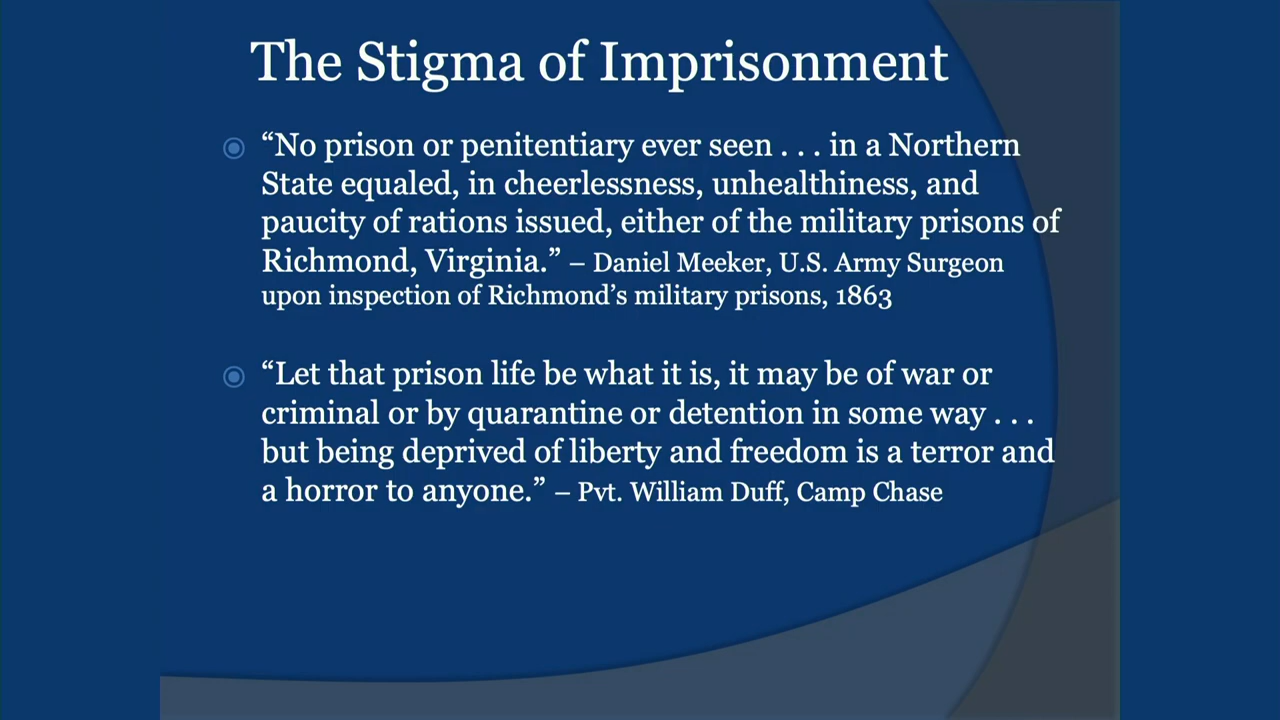 The Stigma of Imprisonment
“No prison or penitentiary ever seen . . . in a Northern
State equaled, in cheerlessness, unhealthiness, and
paucity of rations issued, either of the military prisons of
Richmond, Virginia.” – Daniel Meeker, U.S. Army Surgeon
upon inspection of Richmond’s military prisons, 1863
“Let that prison life be what it is, it may be of war or
criminal or by quarantine or detention in some way . . .
but being deprived of liberty and freedom is a terror and
a horror to anyone.” – Pvt. William Duff, Camp Chase